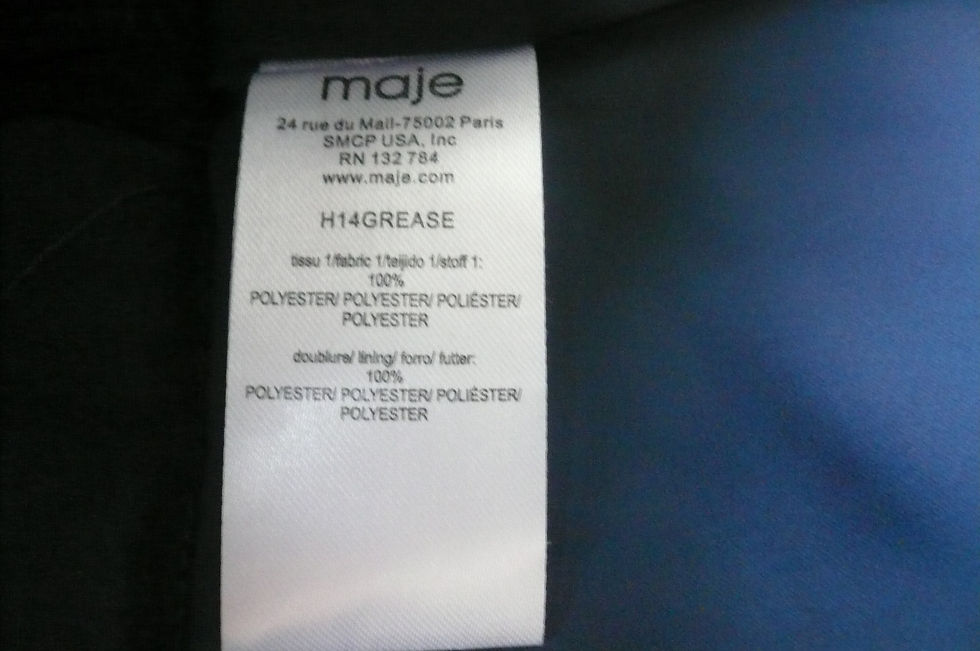 maje
24 rue du Mail-75002 Paris
SMCP USA, Inc
RN 132 784
www.maje.com
H14GREASE
tissu 1/fabric 1/teijido 1/stoff 1:
100%
POLYESTER/ POLYESTER/ POLIÉSTER/
POLYESTER
doublure/ lining/ forro/ futter:
100%
POLYESTER/ POLYESTER/ POLIÉSTER/
POLYESTER